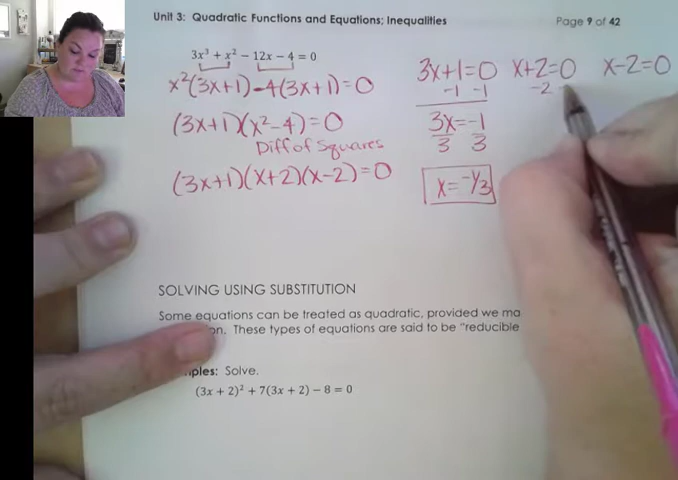 Unit 3: Quadratic Functions and Equations; Inequalities
Page 9 of 42
3x³ + x² − 12x − 4 = 0
x²(3x+1)-4(3x+1)=0
(3x+1)(x²-4)=0
Diff of Squares
(3x+1)(x+2)(x-2)=0
3x+1=0 x+2=0 x-2=0
-1 -1 -2
3x=-1
3 3
x=-1/3
SOLVING USING SUBSTITUTION
Some equations can be treated as quadratic, provided we ma
on. These types of equations are said to be "reducible
ples: Solve.
(3x + 2)² + 7(3x + 2) − 8 = 0